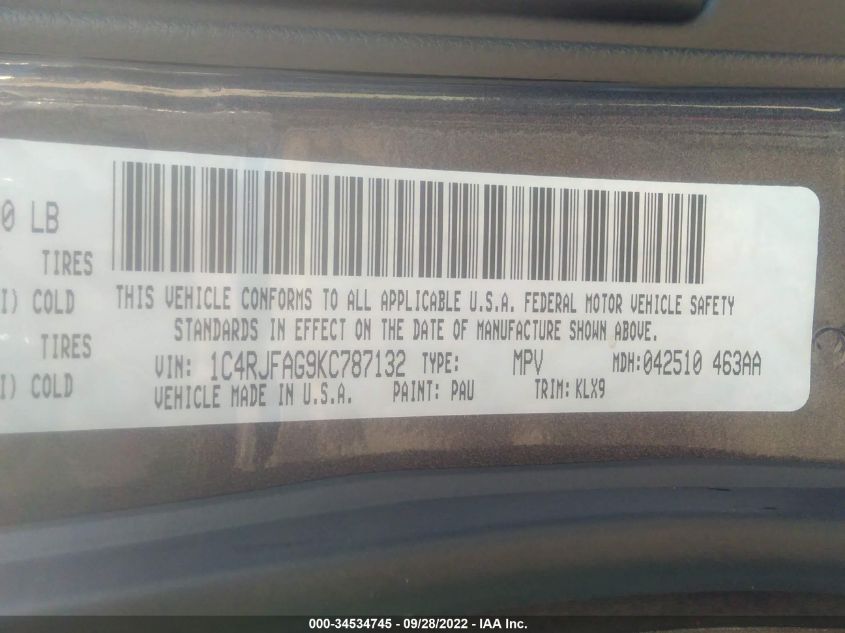 0 LB
TIRES
I) COLD
TIRES
I) COLD
THIS VEHICLE CONFORMS TO ALL APPLICABLE U.S.A. FEDERAL MOTOR VEHICLE SAFETY
STANDARDS IN EFFECT ON THE DATE OF MANUFACTURE SHOWN ABOVE.
VIN: 1C4RJFAG9KC787132 TYPE: MPV MDH:042510 463AA
VEHICLE MADE IN U.S.A. PAINT: PAU TRIM: KLX9
000-34534745 - 09/28/2022 - IAA Inc.